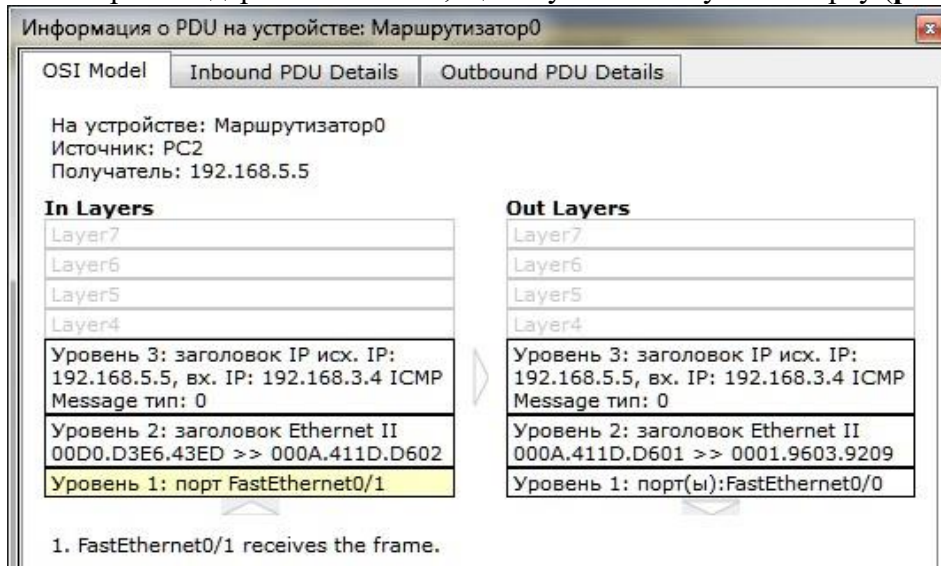 Информация о PDU на устройстве: Маршрутизатор0
OSI Model
Inbound PDU Details
Outbound PDU Details
На устройстве: Маршрутизатор0
Источник: PC2
Получатель: 192.168.5.5
In Layers
Layer7
Layer6
Layer5
Layer4
Уровень 3: заголовок IP исх. IP:
192.168.5.5, вх. IP: 192.168.3.4 ICMP
Message тип: 0
Уровень 2: заголовок Ethernet II
00D0.D3E6.43ED >> 000A.411D.D602
Уровень 1: порт FastEthernet0/1
Out Layers
Layer7
Layer6
Layer5
Layer4
Уровень 3: заголовок IP исх. IP:
192.168.5.5, вх. IP: 192.168.3.4 ICMP
Message тип: 0
Уровень 2: заголовок Ethernet II
000A.411D.D601 >> 0001.9603.9209
Уровень 1: порт(ы):FastEthernet0/0
1. FastEthernet0/1 receives the frame.